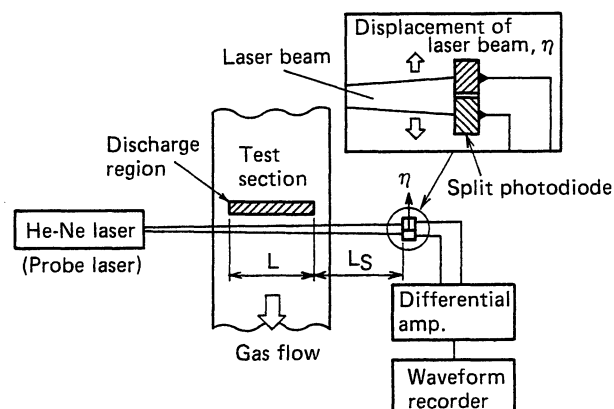 Displacement of
laser beam, η
Laser beam
Discharge
region
Test
section
η
Split photodiode
He-Ne laser
(Probe laser)
L
LS
Differential
amp.
Gas flow
Waveform
recorder